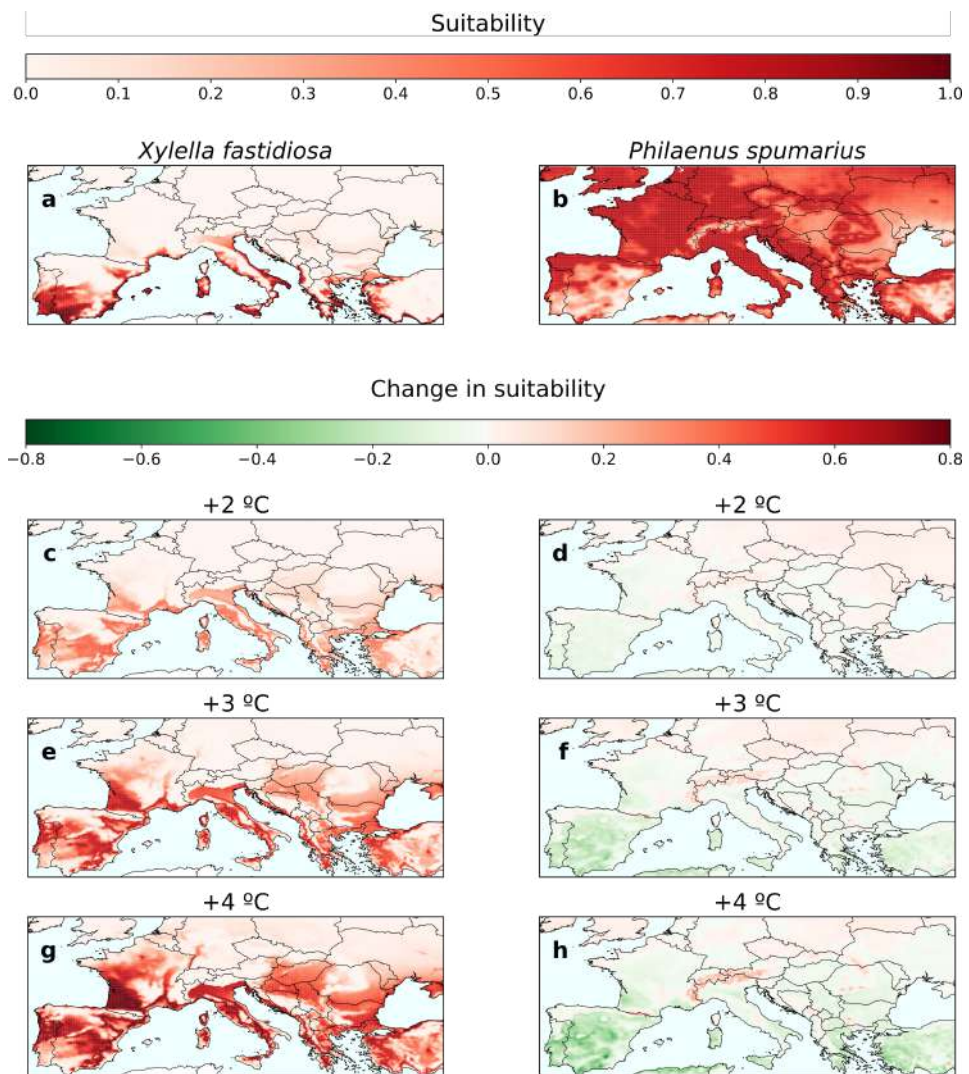 Suitability
0.0 0.1 0.2 0.3 0.4 0.5 0.6 0.7 0.8 0.9 1.0
Xylella fastidiosa Philaenus spumarius
a b
Change in suitability
−0.8 −0.6 −0.4 −0.2 0.0 0.2 0.4 0.6 0.8
+2 ºC +2 ºC
c d
+3 ºC +3 ºC
e f
+4 ºC +4 ºC
g h